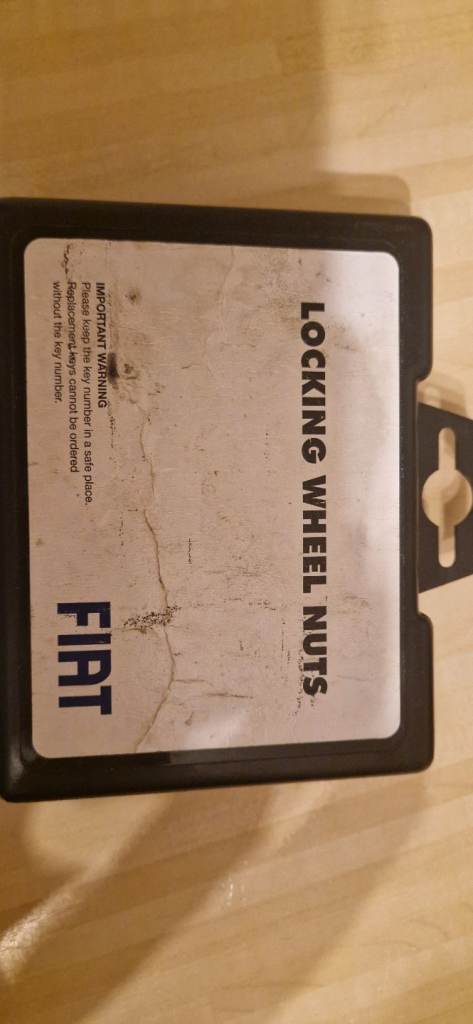 LOCKING WHEEL NUTS
IMPORTANT WARNING
Please keep the key number in a safe place.
Replacement keys cannot be ordered
without the key number.
FIAT